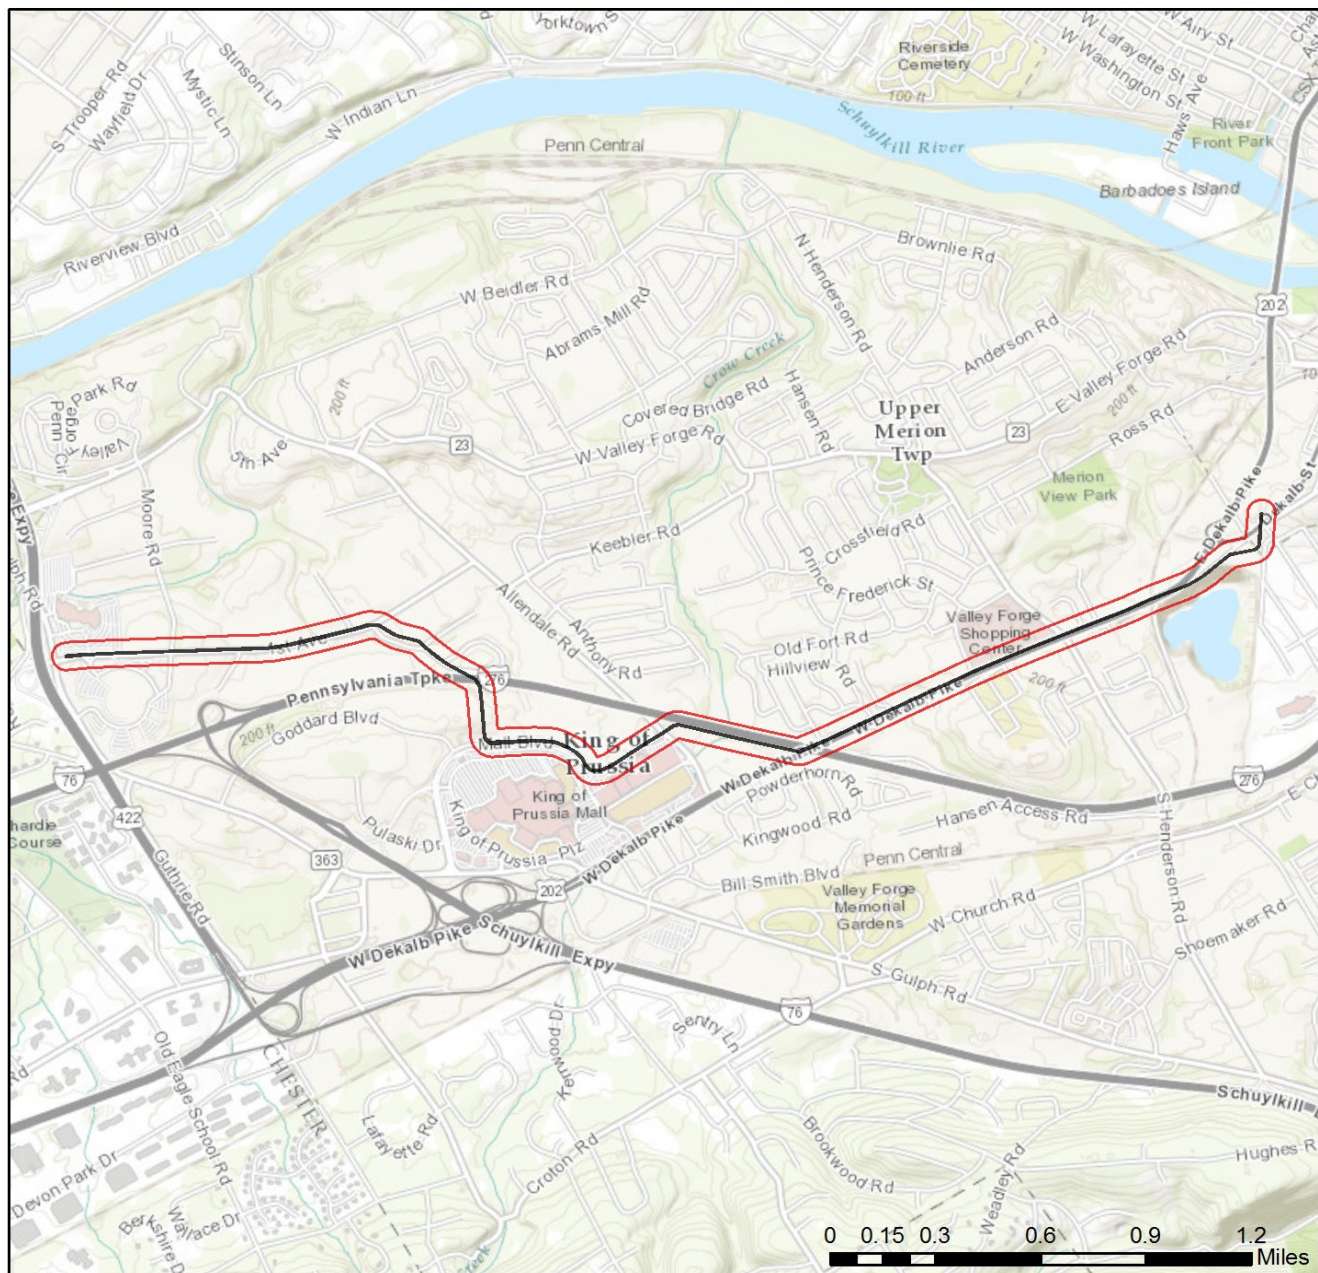 Yorktown S
W Airy St
W Lafayette St
W Washington St
Stinson Ln
Mystic Ln
S Trooper Rd
Wayfield Dr
W Indian Ln
Riverside
Cemetery
100 ft
Haws Ave
CSX
River
Front Park
Schuylkill River
Penn Central
Barbadoes Island
Riverview Blvd
Brownlie Rd
N Henderson Rd
W Beidler Rd
Abrams Mill Rd
202
Anderson Rd
Crow Creek
E Valley Forge Rd
Park Rd
Valley Forge
Penn Cir
200 ft
Covered Bridge Rd
Hansen Rd
Upper
Merion
Twp
200 ft
Ross Rd
23
23
5th Ave
W Valley Forge Rd
Merion
View Park
Moore Rd
Keebler Rd
Crossfield Rd
E Dekalb Pike
Dekalb St
Expy
Gulph Rd
Prince Frederick St
Allendale Rd
Anthony Rd
Valley Forge
Shopping
Center
1st Ave
Old Fort Rd
Hillview
Rd
276
Pennsylvania Tpke
200 ft
W Dekalb Pike
200 ft
Goddard Blvd
Mall Blvd
King of
Prussia
W Dekalb Pike
76
King of
Prussia Mall
Powderhorn Rd
276
422
Hansen Access Rd
E C
hardie
Course
Pulaski Dr
King of Prussia Plz
Kingwood Rd
S Henderson Rd
363
W Dekalb Pike
Penn Central
Guthrie Rd
202
Bill Smith Blvd
Valley Forge
Memorial
Gardens
W Church Rd
Shoemaker Rd
W Dekalb Pike
Schuylkill Expy
S Gulph Rd
76
Sentry Ln
Kenwood Dr
Rd
Old Eagle School Rd
CHESTER
Schuylkill
Lafayette Rd
Croton Rd
Brookwood Rd
Weadley Rd
Hughes R
Devon Park Dr
Berkshire D
Wallace Dr
Creek
0 0.15 0.3 0.6 0.9 1.2
Miles